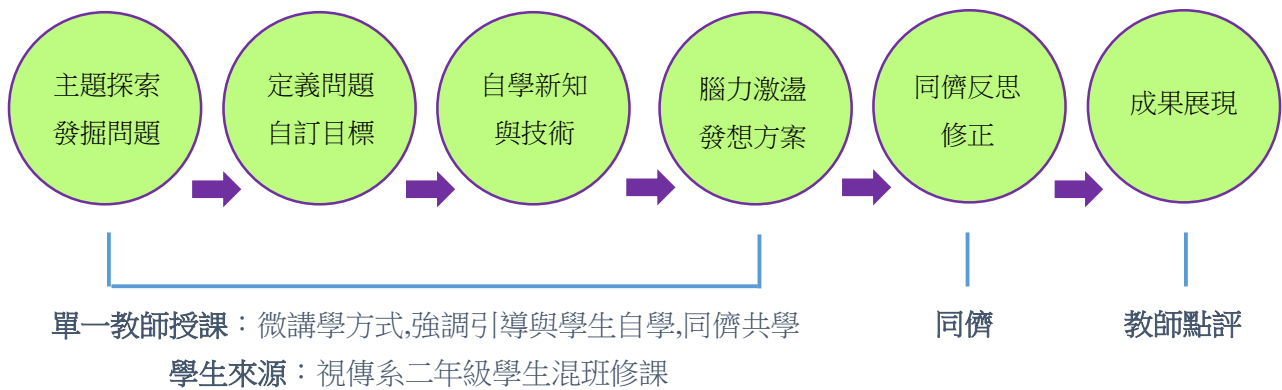 主題探索
發掘問題
定義問題
自訂目標
自學新知
與技術
腦力激盪
發想方案
同儕反思
修正
成果展現
單一教師授課：微講學方式,強調引導與學生自學,同儕共學
同儕
教師點評
學生來源：視傳系二年級學生混班修課